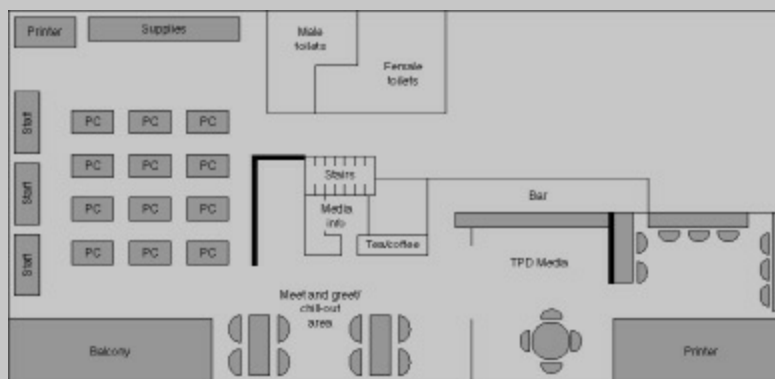 Printer
Supplies
Male
toilets
Female
toilets
Staff
PC PC PC
PC PC PC
Staff
Stairs
Bar
Media
info
PC PC PC
Tea/coffee
Staff
PC PC PC
TPD Media
Meet and greet/
chill-out
area
Balcony
Printer